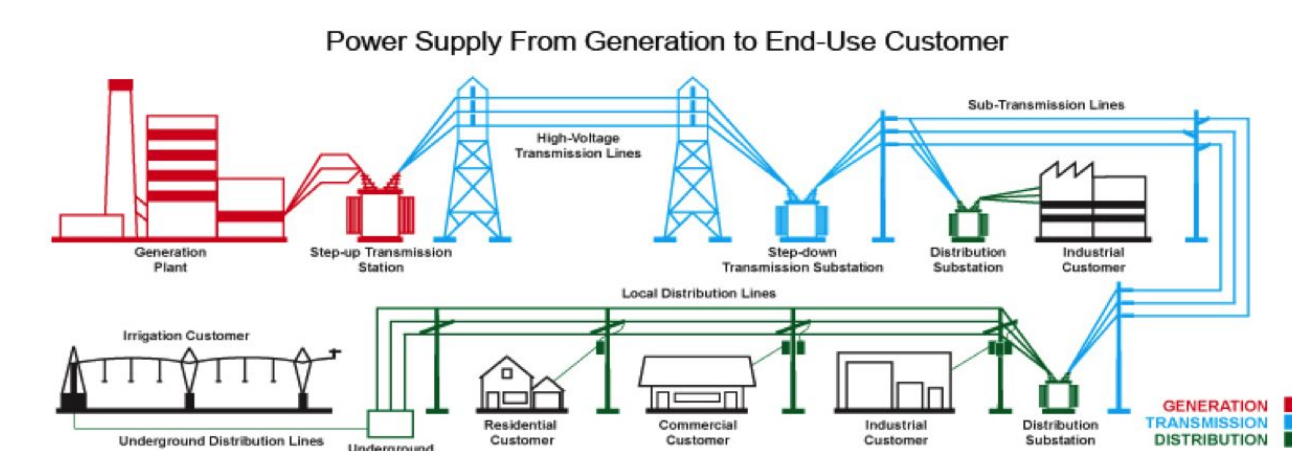 Power Supply From Generation to End-Use Customer
Sub-Transmission Lines
High-Voltage
Transmission Lines
Generation
Plant
Step-up Transmission
Station
Step-down
Transmission Substation
Distribution
Substation
Industrial
Customer
Local Distribution Lines
Irrigation Customer
Underground Distribution Lines
Underground
Residential
Customer
Commercial
Customer
Industrial
Customer
Distribution
Substation
GENERATION
TRANSMISSION
DISTRIBUTION